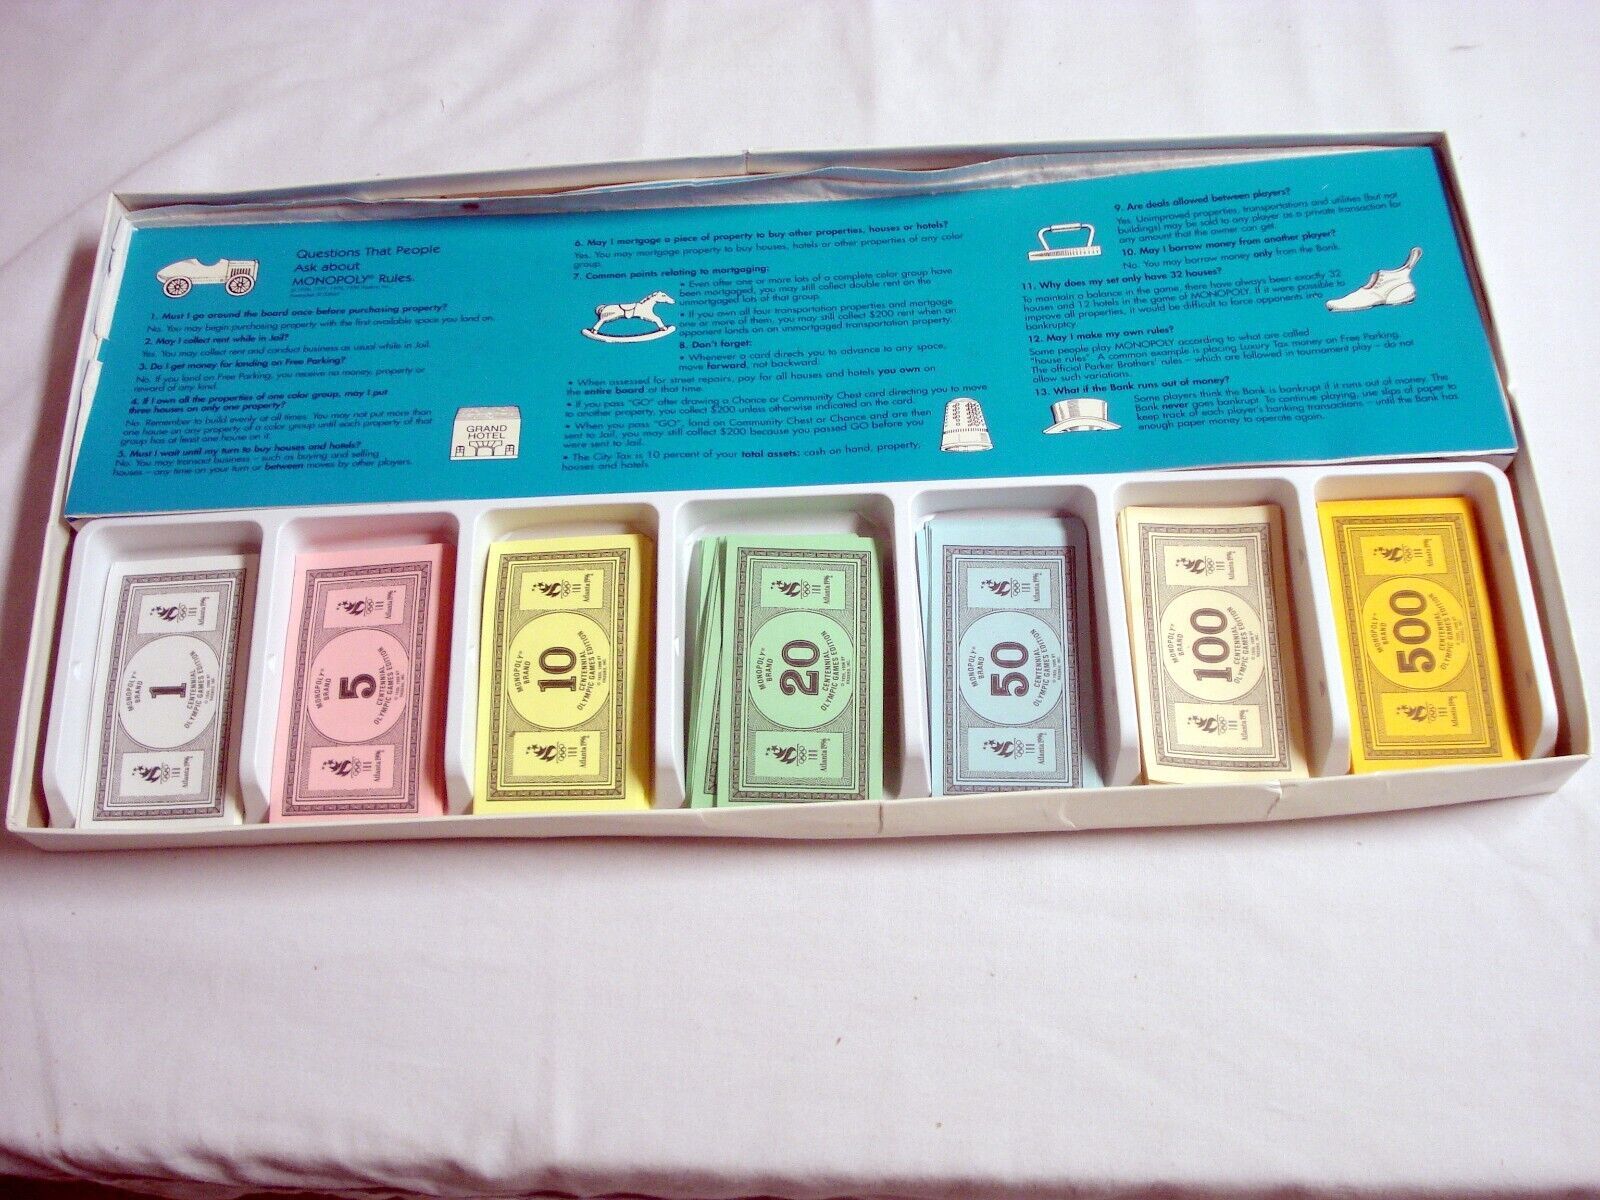 Questions That People
Ask about
MONOPOLY® Rules.
1. Must I go around the board once before purchasing property?
No. You may begin purchasing property with the first available space you land on.
2. May I collect rent while in Jail?
Yes. You may collect rent and conduct business as usual while in Jail.
3. Do I get money for landing on Free Parking?
No. If you land on Free Parking, you receive no money, property or
reward of any kind.
4. If I own all the properties of one color group, may I put
three houses on only one property?
No. Remember to build evenly at all times. You may not put more than
one house on any property of a color group until each property of that
group has at least one house on it.
5. Must I wait until my turn to buy houses and hotels?
No. You may transact business – such as buying and selling
houses – any time on your turn or between moves by other players.
GRAND
HOTEL
6. May I mortgage a piece of property to buy other properties, houses or hotels?
Yes. You may mortgage property to buy houses, hotels or other properties of any color
group.
7. Common points relating to mortgaging:
• Even after one or more lots of a complete color group have
been mortgaged, you may still collect double rent on the
unmortgaged lots of that group.
• If you own all four transportation properties and mortgage
one or more of them, you may still collect $200 rent when an
opponent lands on an unmortgaged transportation property.
8. Don't forget:
• Whenever a card directs you to advance to any space,
move forward, not backward.
• When assessed for street repairs, pay for all houses and hotels you own on
the entire board at that time.
• If you pass "GO" after drawing a Chance or Community Chest card directing you to move
to another property, you collect $200 unless otherwise indicated on the card.
• When you pass "GO", land on Community Chest or Chance and are then
sent to Jail, you may still collect $200 because you passed GO before you
were sent to Jail.
• The City Tax is 10 percent of your total assets: cash on hand, property,
houses and hotels
9. Are deals allowed between players?
Yes. Unimproved properties, transportations and utilities (but not
buildings) may be sold to any player as a private transaction for
any amount that the owner can get.
10. May I borrow money from another player?
No. You may borrow money only from the Bank.
11. Why does my set only have 32 houses?
To maintain a balance in the game, there have always been exactly 32
houses and 12 hotels in the game of MONOPOLY. If it were possible to
improve all properties, it would be difficult to force opponents into
bankruptcy.
12. May I make my own rules?
Some people play MONOPOLY according to what are called
"house rules". A common example is placing Luxury Tax money on Free Parking.
The official Parker Brothers' rules – which are followed in tournament play – do not
allow such variations.
13. What if the Bank runs out of money?
Some players think the Bank is bankrupt if it runs out of money. The
Bank never goes bankrupt. To continue playing, use slips of paper to
keep track of each player's banking transactions – until the Bank has
enough paper money to operate again.
Atlanta 1996
MONOPOLY®
BRAND
1
CENTENNIAL
OLYMPIC GAMES EDITION
Atlanta 1996
Atlanta 1996
MONOPOLY®
BRAND
5
CENTENNIAL
OLYMPIC GAMES EDITION
Atlanta 1996
Atlanta 1996
MONOPOLY®
BRAND
10
CENTENNIAL
OLYMPIC GAMES EDITION
Atlanta 1996
Atlanta 1996
MONOPOLY®
BRAND
20
CENTENNIAL
OLYMPIC GAMES EDITION
Atlanta 1996
Atlanta 1996
MONOPOLY®
BRAND
50
CENTENNIAL
OLYMPIC GAMES EDITION
Atlanta 1996
Atlanta 1996
MONOPOLY®
BRAND
100
CENTENNIAL
OLYMPIC GAMES EDITION
Atlanta 1996
Atlanta 1996
MONOPOLY®
BRAND
500
CENTENNIAL
OLYMPIC GAMES EDITION
Atlanta 1996